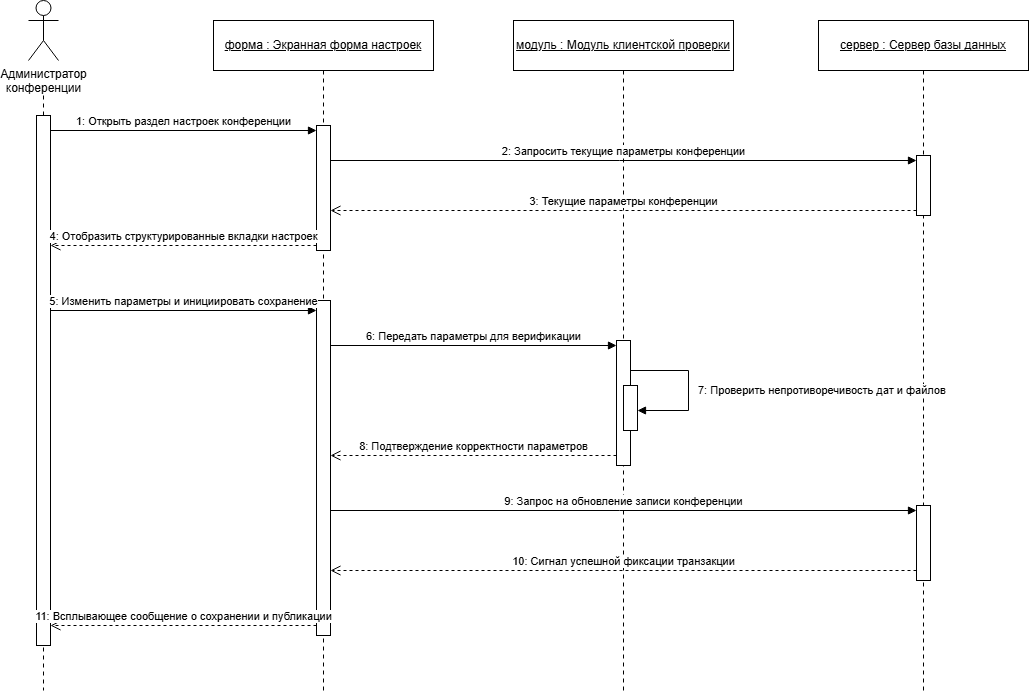 форма : Экранная форма настроек
модуль : Модуль клиентской проверки
сервер : Сервер базы данных
Администратор
конференции
1: Открыть раздел настроек конференции
2: Запросить текущие параметры конференции
3: Текущие параметры конференции
4: Отобразить структурированные вкладки настроек
5: Изменить параметры и инициировать сохранение
6: Передать параметры для верификации
7: Проверить непротиворечивость дат и файлов
8: Подтверждение корректности параметров
9: Запрос на обновление записи конференции
10: Сигнал успешной фиксации транзакции
11: Всплывающее сообщение о сохранении и публикации